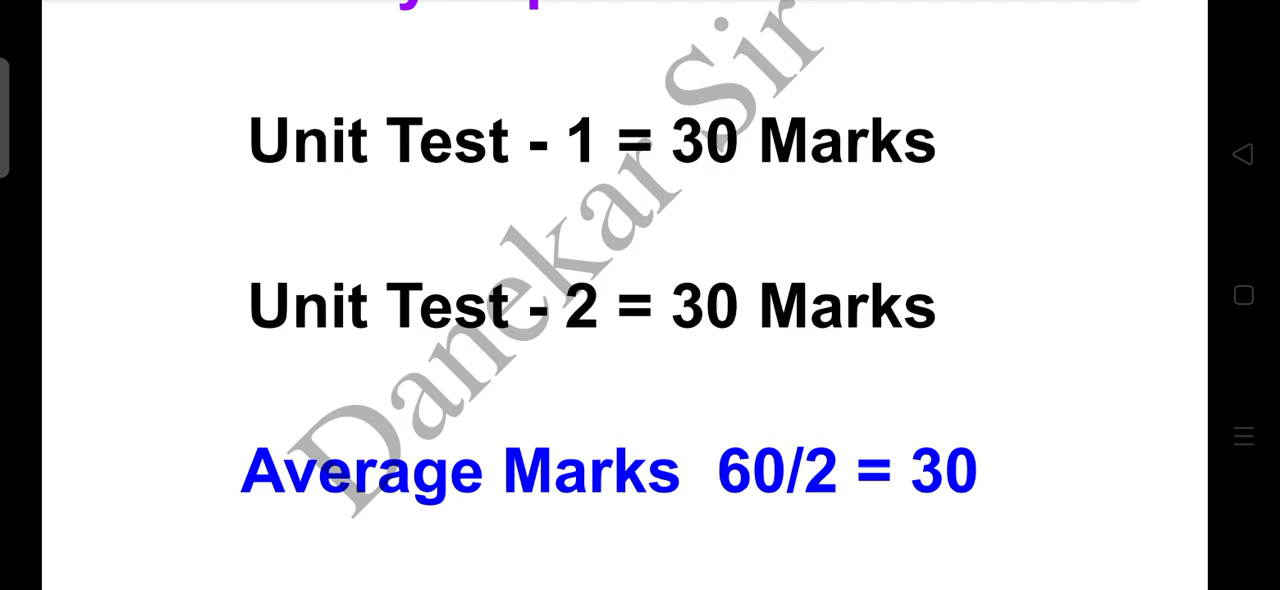 Unit Test - 1 = 30 Marks
Unit Test - 2 = 30 Marks
Average Marks 60/2 = 30
Danekar Sir